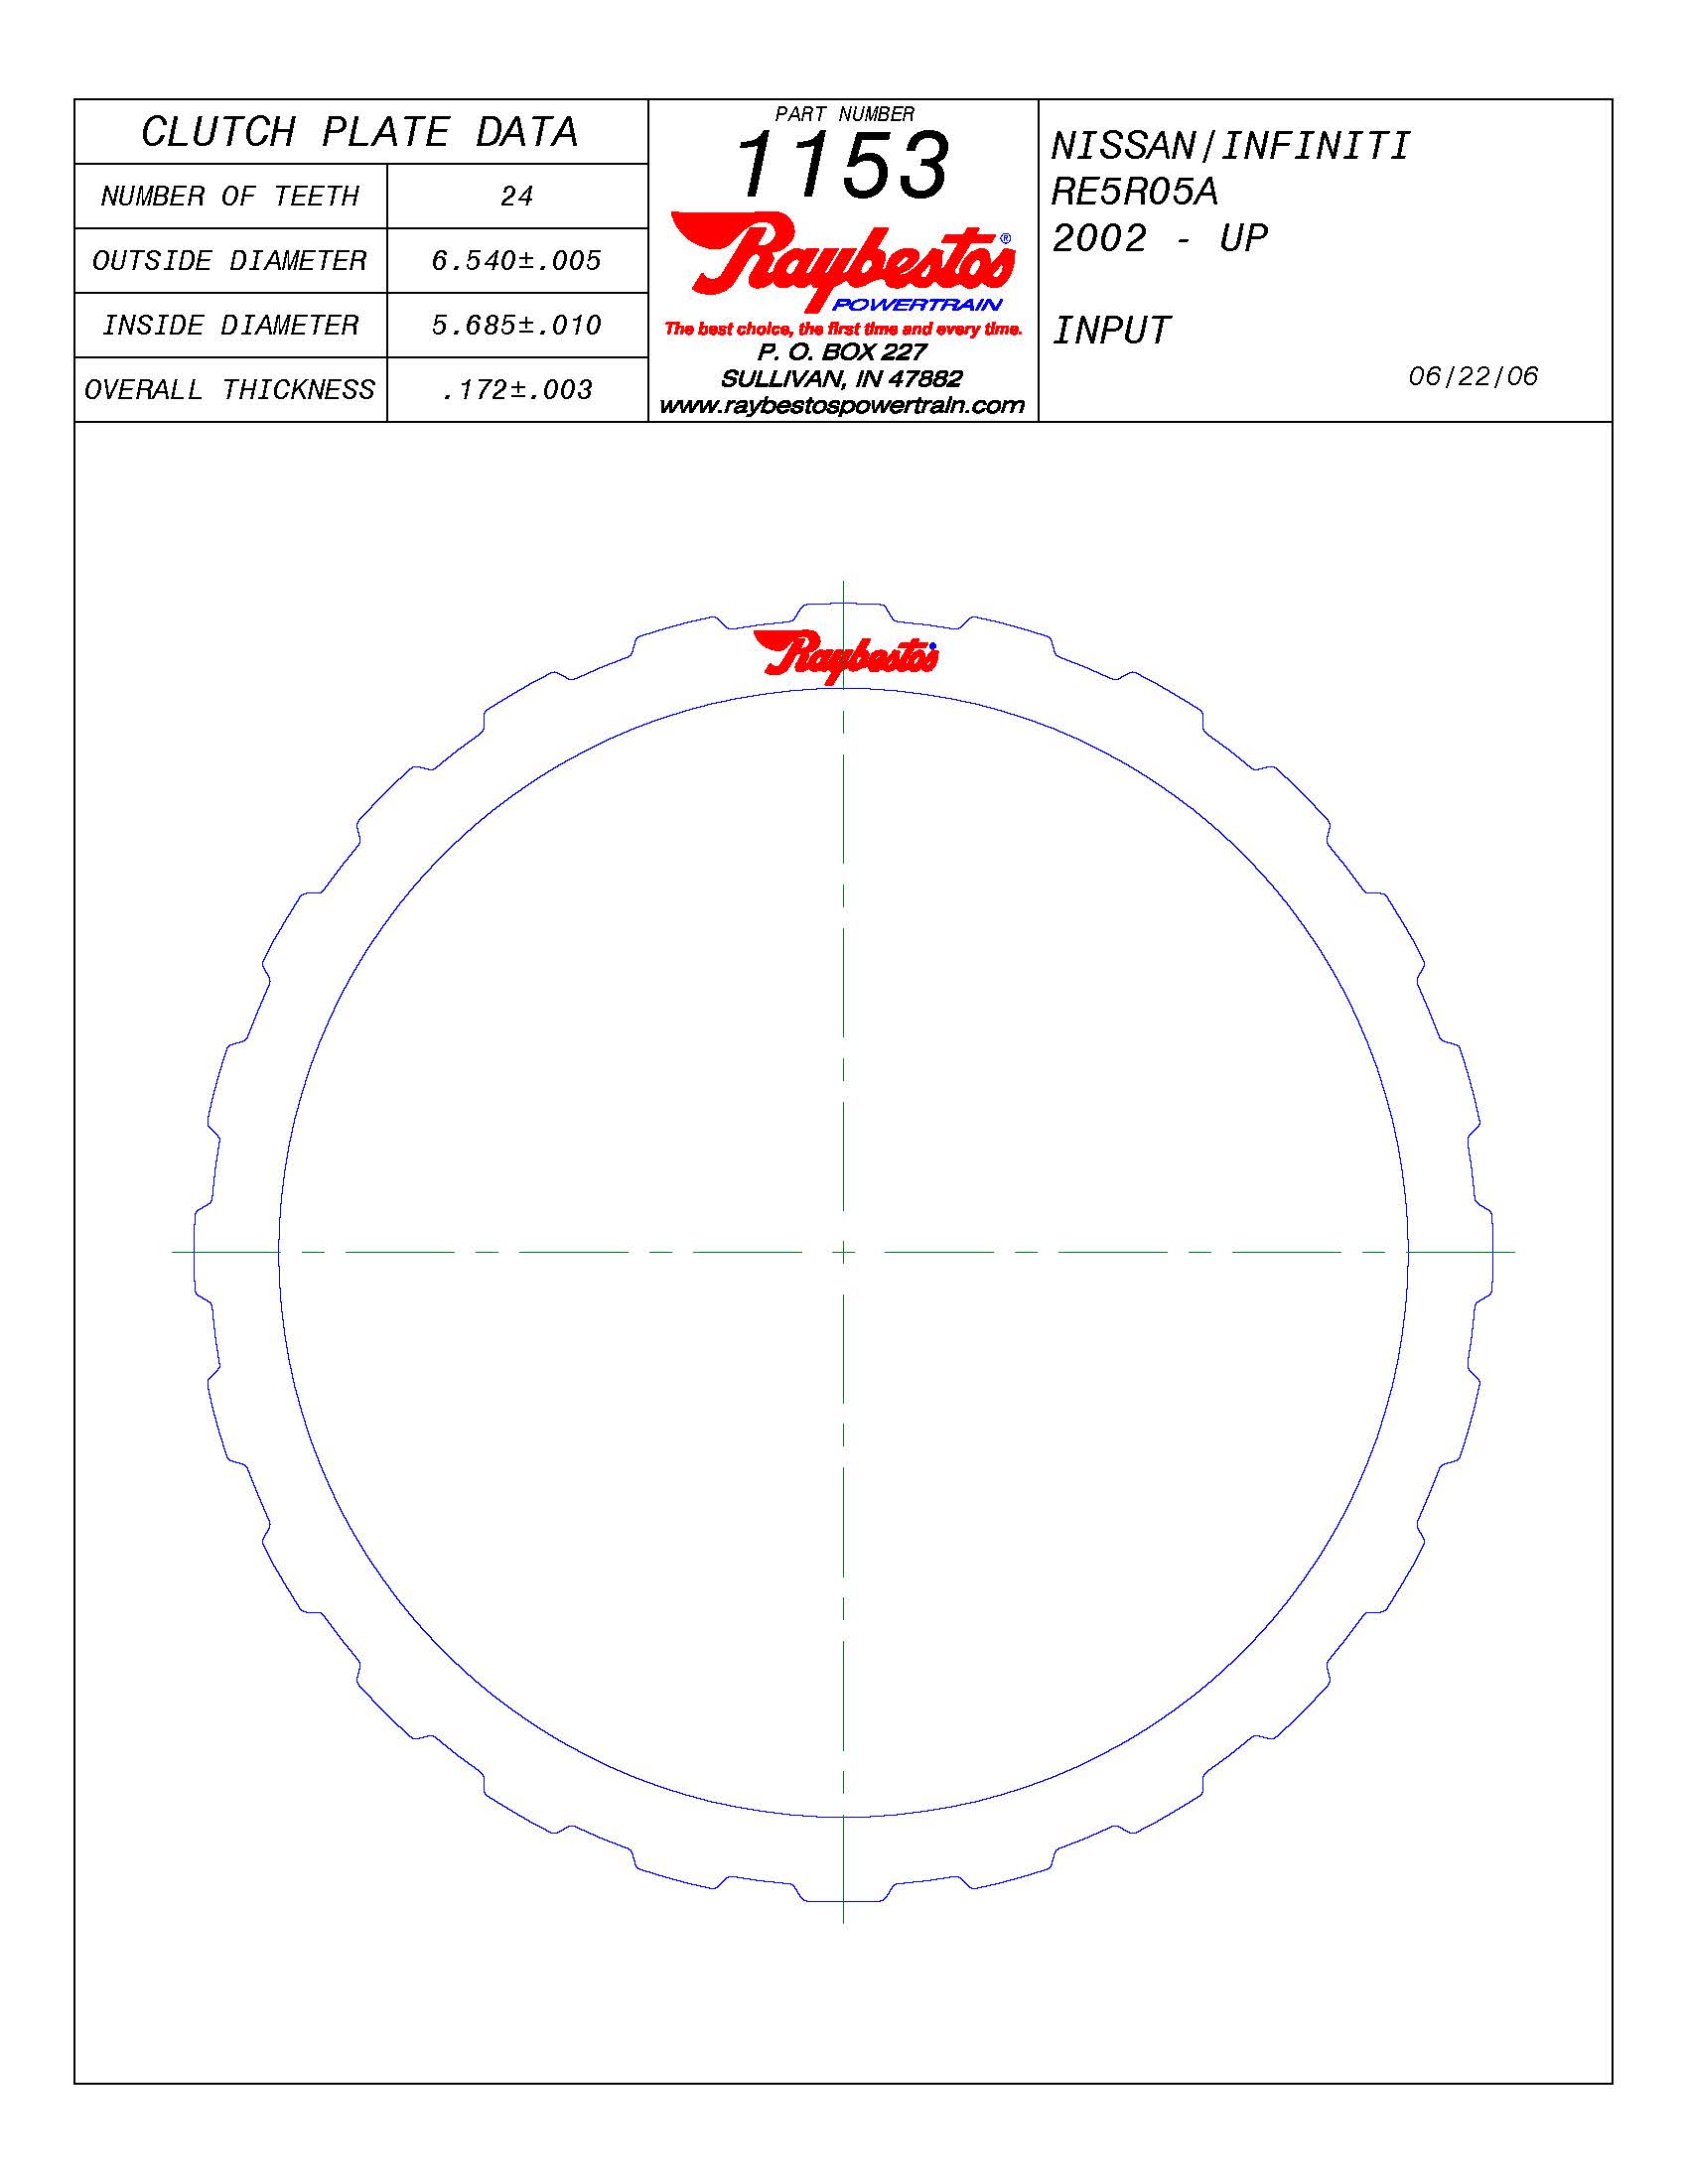 CLUTCH PLATE DATA
NUMBER OF TEETH 24
OUTSIDE DIAMETER 6.540±.005
INSIDE DIAMETER 5.685±.010
OVERALL THICKNESS .172±.003
PART NUMBER
1153
Raybestos®
POWERTRAIN
The best choice, the first time and every time.
P. O. BOX 227
SULLIVAN, IN 47882
www.raybestospowertrain.com
NISSAN/INFINITI
RE5R05A
2002 - UP
INPUT
06/22/06
Raybestos